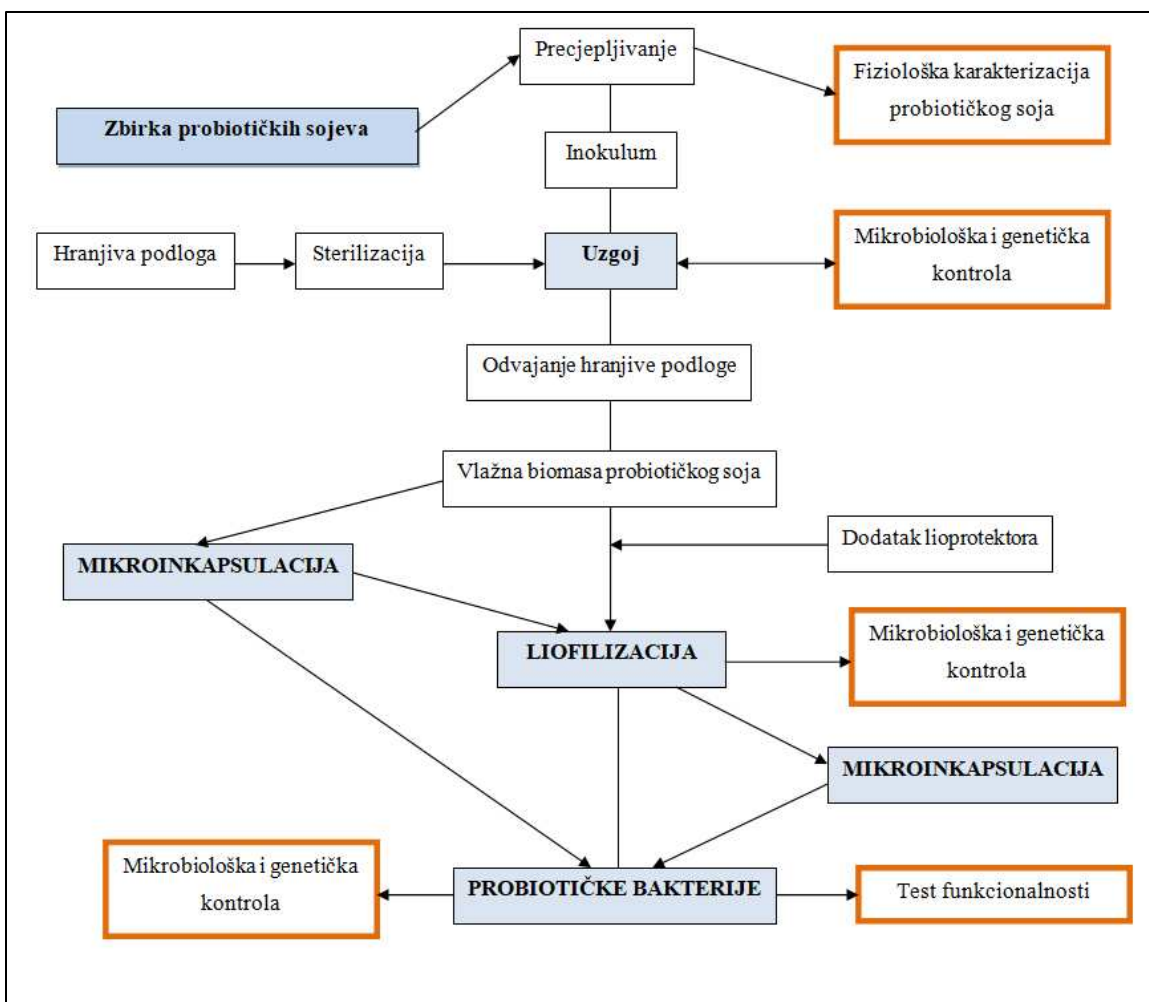 Precjepljivanje
Fiziološka karakterizacija
probiotičkog soja
Zbirka probiotičkih sojeva
Inokulum
Hranjiva podloga
Sterilizacija
Uzgoj
Mikrobiološka i genetička
kontrola
Odvajanje hranjive podloge
Vlažna biomasa probiotičkog soja
Dodatak lioprotektora
MIKROINKAPSULACIJA
LIOFILIZACIJA
Mikrobiološka i genetička
kontrola
MIKROINKAPSULACIJA
Mikrobiološka i genetička
kontrola
PROBIOTIČKE BAKTERIJE
Test funkcionalnosti